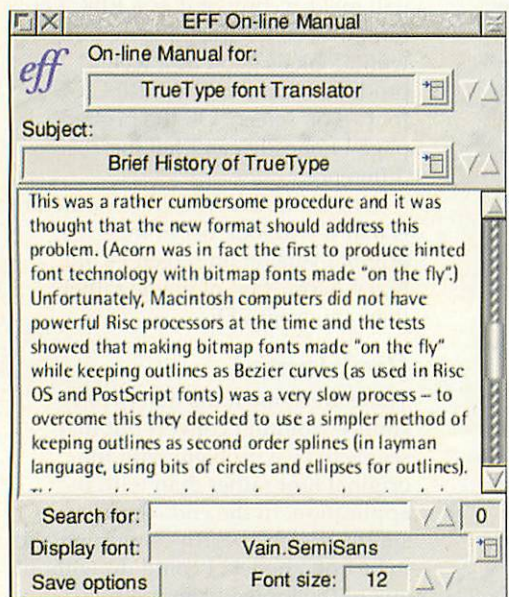 EFF On-line Manual
eff
On-line Manual for:
TrueType font Translator
Subject:
Brief History of TrueType
This was a rather cumbersome procedure and it was
thought that the new format should address this
problem. (Acorn was in fact the first to produce hinted
font technology with bitmap fonts made "on the fly".)
Unfortunately, Macintosh computers did not have
powerful Risc processors at the time and the tests
showed that making bitmap fonts made "on the fly"
while keeping outlines as Bezier curves (as used in Risc
OS and PostScript fonts) was a very slow process – to
overcome this they decided to use a simpler method of
keeping outlines as second order splines (in layman
language, using bits of circles and ellipses for outlines).
Search for:
0
Display font:
Vain.SemiSans
Save options
Font size:
12